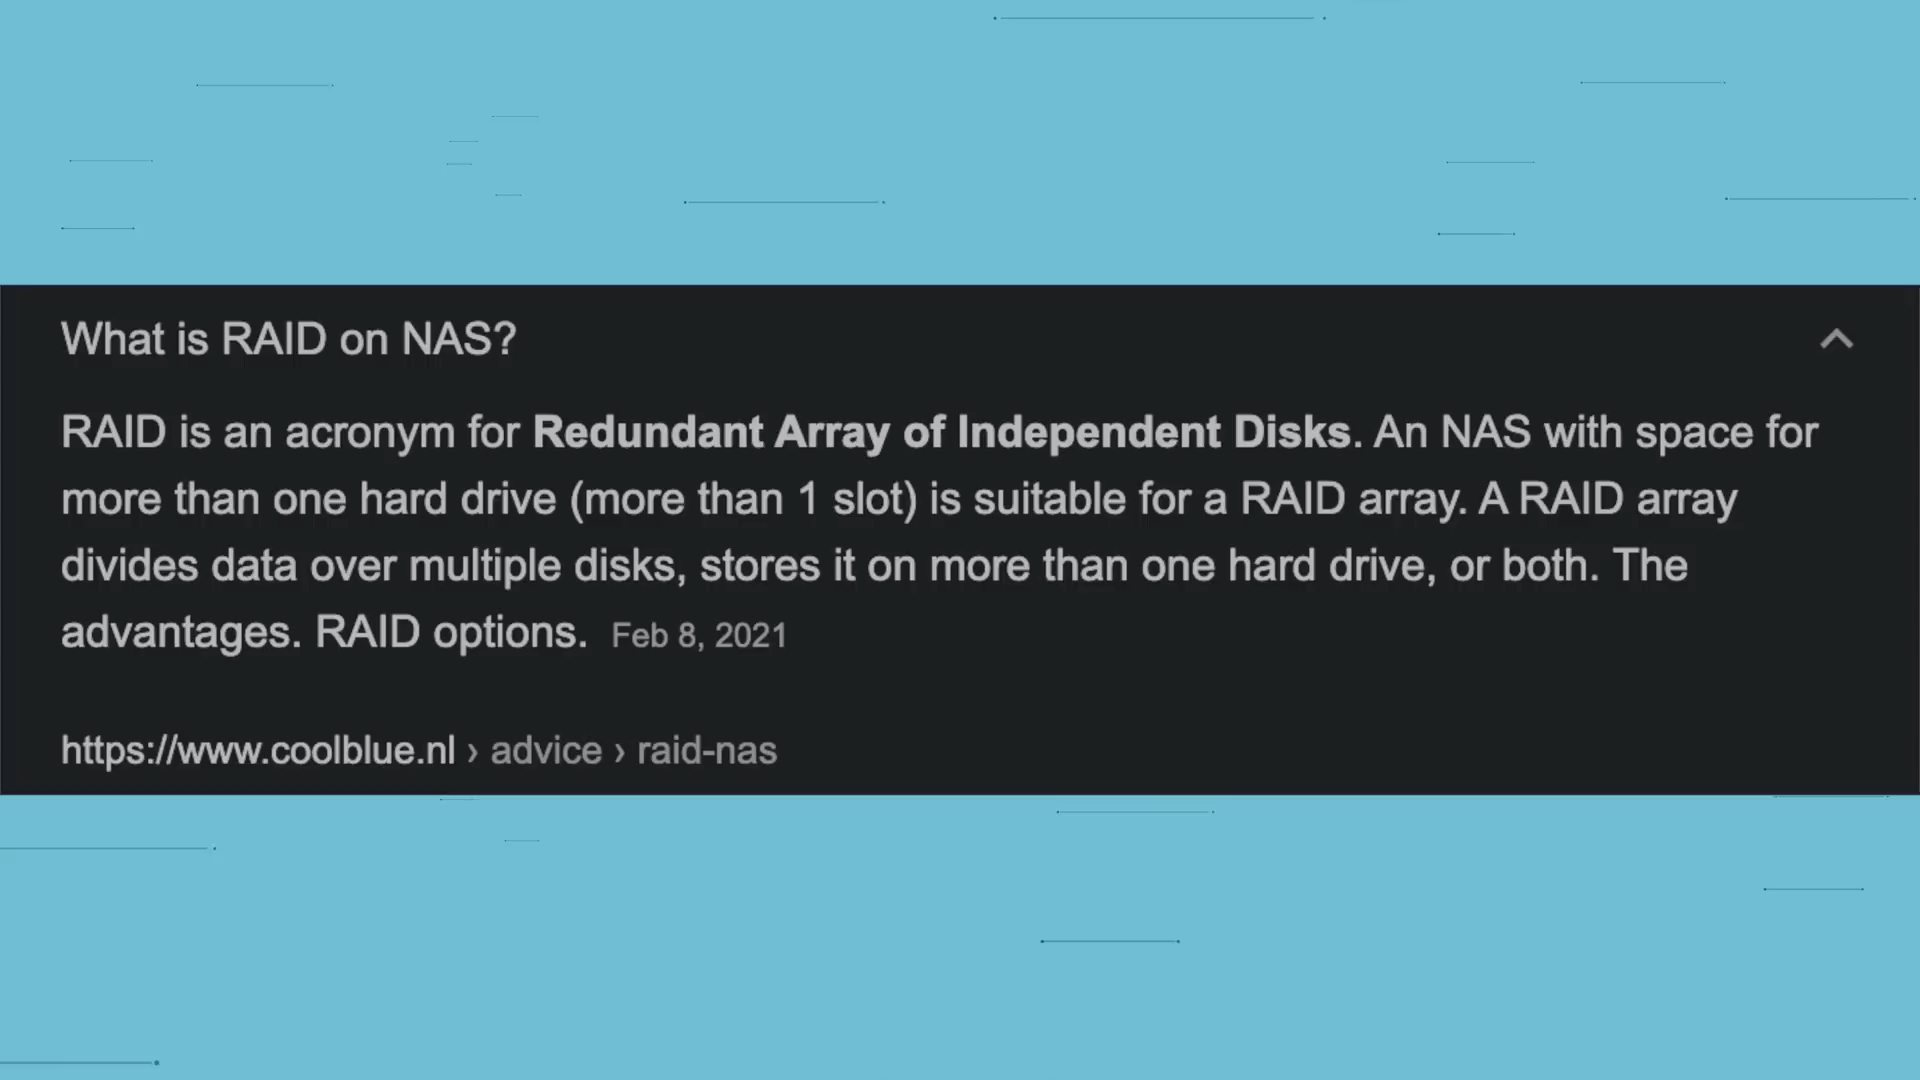 What is RAID on NAS?
RAID is an acronym for Redundant Array of Independent Disks. An NAS with space for
more than one hard drive (more than 1 slot) is suitable for a RAID array. A RAID array
divides data over multiple disks, stores it on more than one hard drive, or both. The
advantages. RAID options. Feb 8, 2021
https://www.coolblue.nl › advice › raid-nas